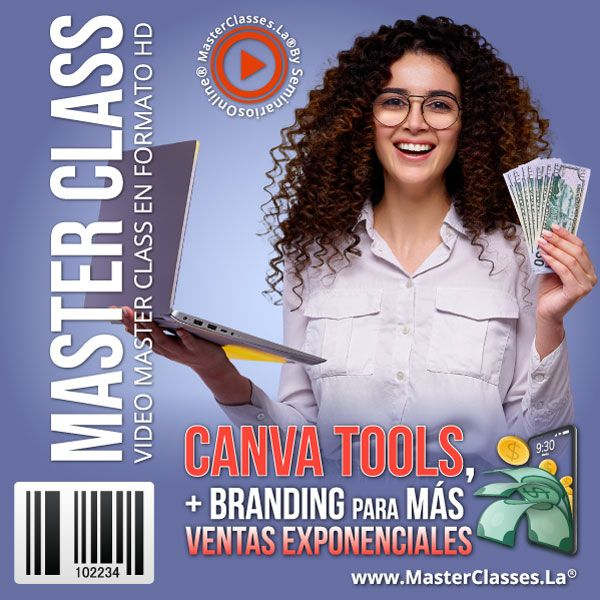 MASTER CLASS
VIDEO MASTER CLASS EN FORMATO HD
MasterClasses.La® By SeminariosOnline®
CANVA TOOLS,
+ BRANDING PARA MÁS
VENTAS EXPONENCIALES
9:30
102234
www.MasterClasses.La®